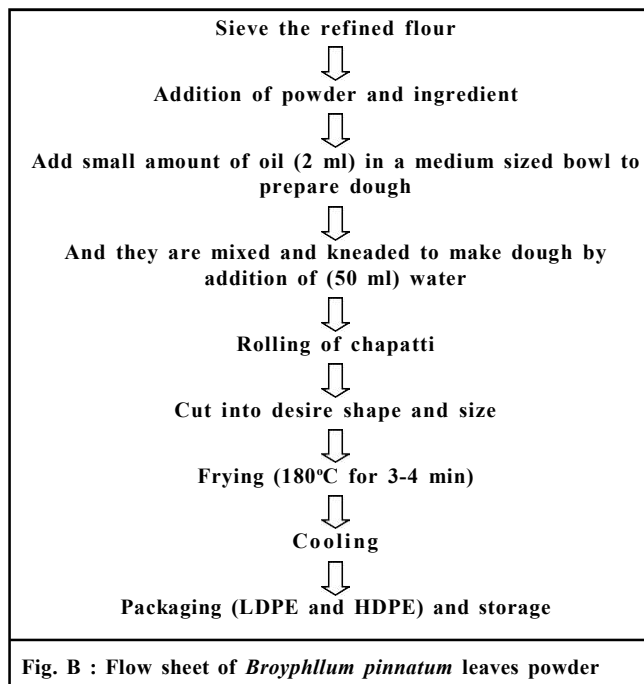 Sieve the refined flour
Addition of powder and ingredient
Add small amount of oil (2 ml) in a medium sized bowl to
prepare dough
And they are mixed and kneaded to make dough by
addition of (50 ml) water
Rolling of chapatti
Cut into desire shape and size
Frying (180°C for 3-4 min)
Cooling
Packaging (LDPE and HDPE) and storage
Fig. B : Flow sheet of Broyphllum pinnatum leaves powder